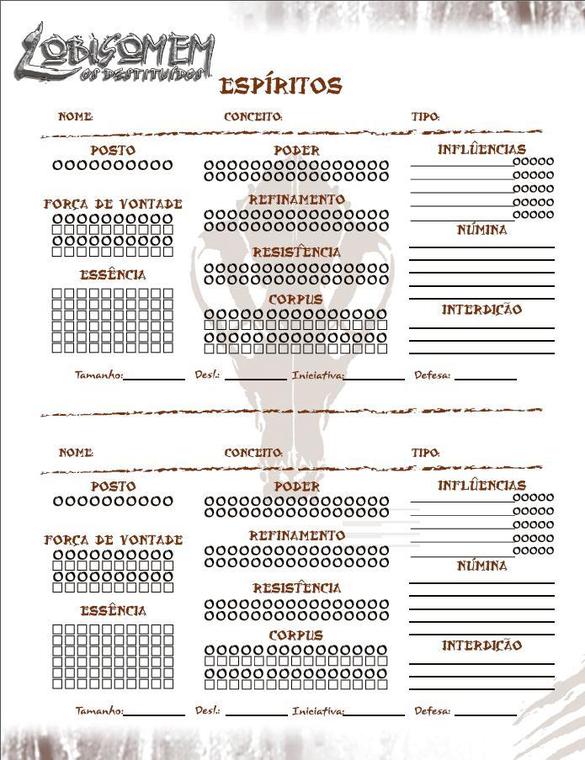 LOBISOMEM
OS DESTITUÍDOS
ESPÍRITOS
NOME: CONCEITO: TIPO:
POSTO PODER INFLÛENCIAS
FORÇA DE VONTADE REFINAMENTO NÚMINA
ESSÊNCIA RESISTÊNCIA
CORPUS INTERDIÇÃO
Tamanho: Desl.: Iniciativa: Defesa:
NOME: CONCEITO: TIPO:
POSTO PODER INFLÛENCIAS
FORÇA DE VONTADE REFINAMENTO NÚMINA
ESSÊNCIA RESISTÊNCIA
CORPUS INTERDIÇÃO
Tamanho: Desl.: Iniciativa: Defesa: